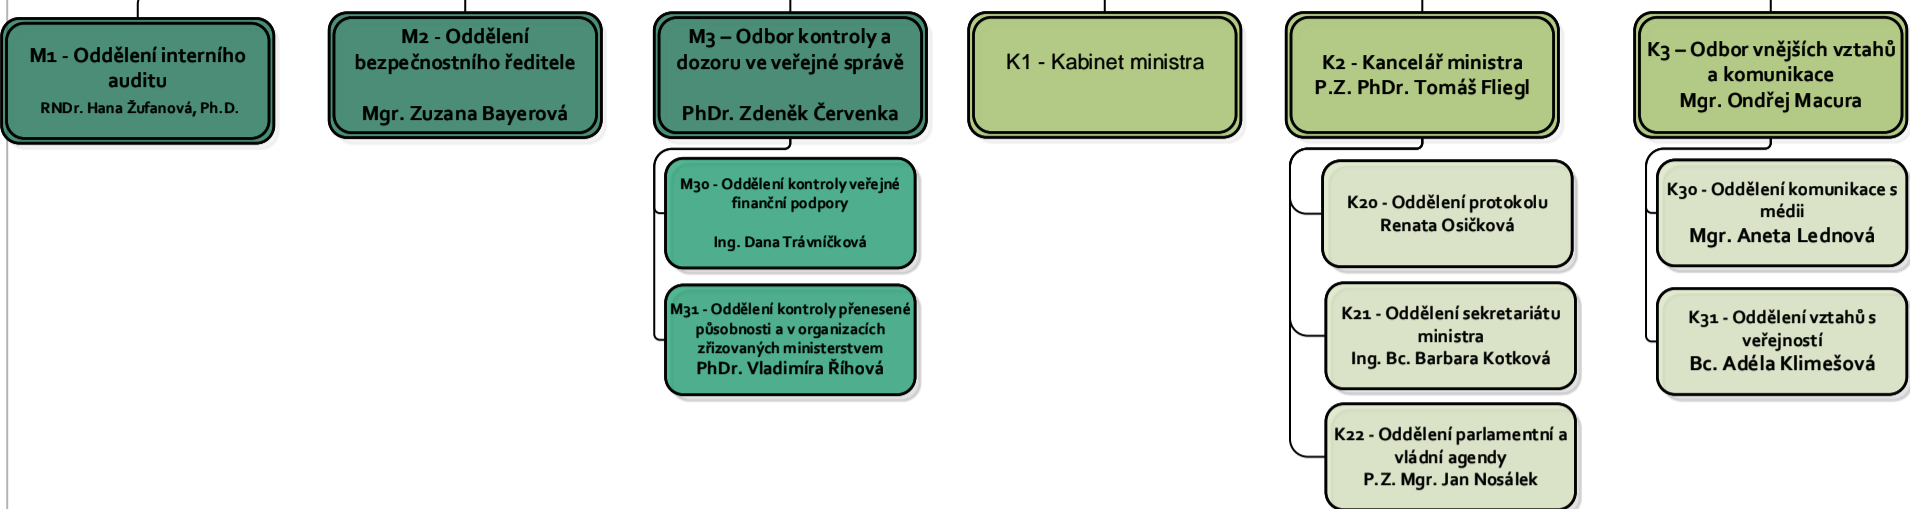 M1 - Oddělení interního
auditu
RNDr. Hana Žufanová, Ph.D.
M2 - Oddělení
bezpečnostního ředitele
Mgr. Zuzana Bayerová
M3 – Odbor kontroly a
dozoru ve veřejné správě
PhDr. Zdeněk Červenka
K1 - Kabinet ministra
K2 - Kancelář ministra
P.Z. PhDr. Tomáš Fliegl
K3 – Odbor vnějších vztahů
a komunikace
Mgr. Ondřej Macura
M30 - Oddělení kontroly veřejné
finanční podpory
Ing. Dana Trávníčková
M31 - Oddělení kontroly přenesené
působnosti a v organizacích
zřizovaných ministerstvem
PhDr. Vladimíra Říhová
K20 - Oddělení protokolu
Renata Osičková
K21 - Oddělení sekretariátu
ministra
Ing. Bc. Barbara Kotková
K22 - Oddělení parlamentní a
vládní agendy
P.Z. Mgr. Jan Nosálek
K30 - Oddělení komunikace s
médii
Mgr. Aneta Lednová
K31 - Oddělení vztahů s
veřejností
Bc. Adéla Klimešová